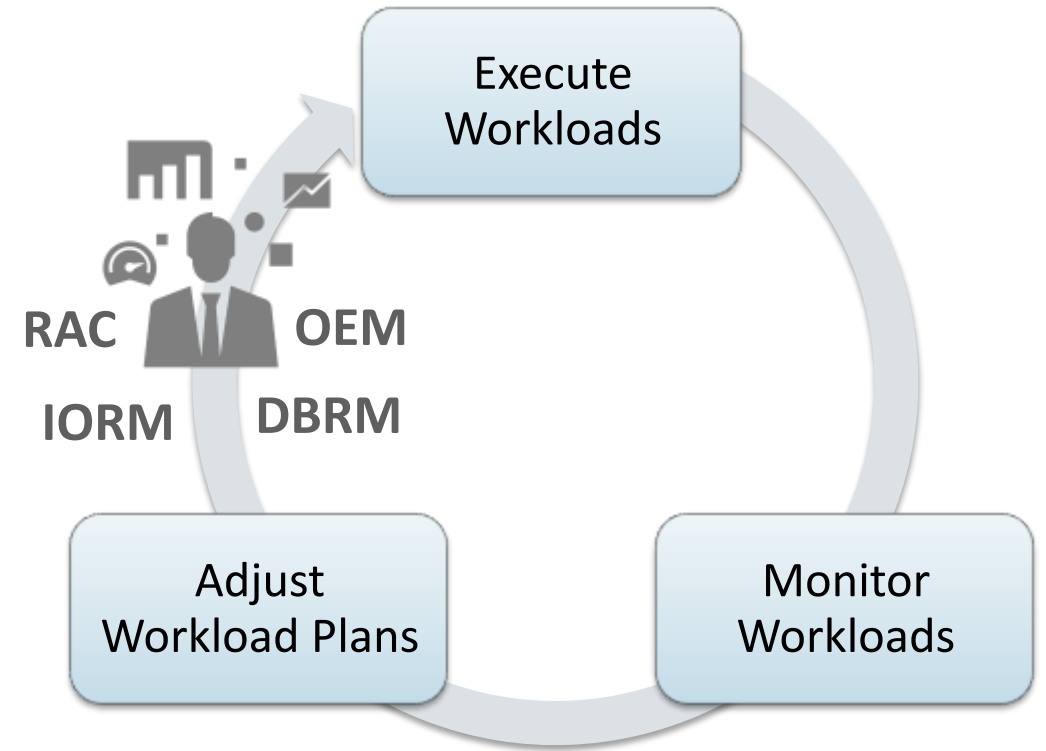 Execute
Workloads
RAC
OEM
IORM
DBRM
Adjust
Workload Plans
Monitor
Workloads